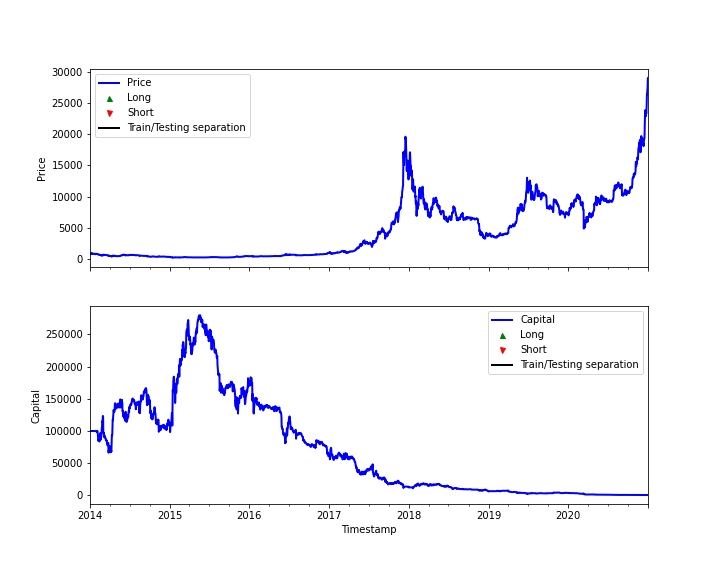 30000
25000
20000
15000
10000
5000
0
Price
Price
Long
Short
Train/Testing separation
250000
200000
150000
100000
50000
0
Capital
Capital
Long
Short
Train/Testing separation
2014 2015 2016 2017 2018 2019 2020
Timestamp